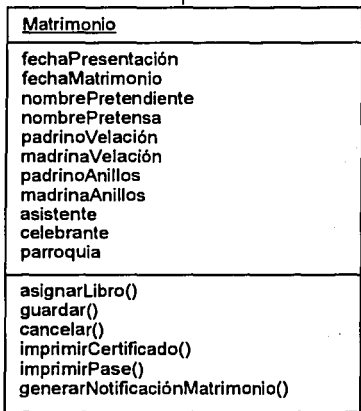 Matrimonio
fechaPresentación
fechaMatrimonio
nombrePretendiente
nombrePretensa
padrinoVelación
madrinaVelación
padrinoAnillos
madrinaAnillos
asistente
celebrante
parroquia
asignarLibro()
guardar()
cancelar()
imprimirCertificado()
imprimirPase()
generarNotificaciónMatrimonio()